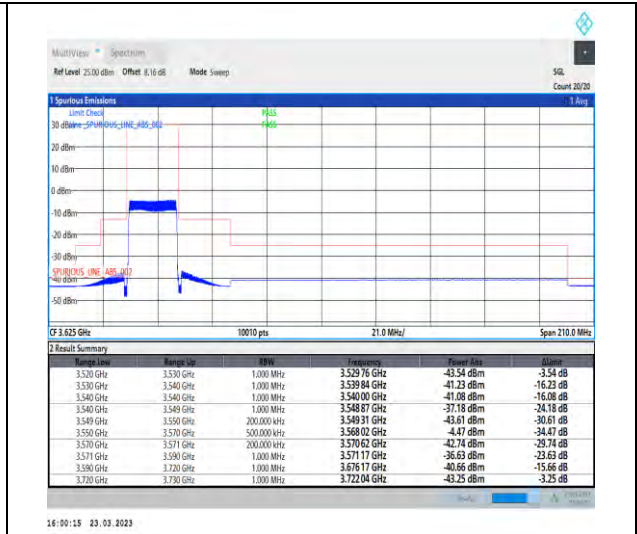 MultiView Spectrum
Ref Level 25.00 dBm Offset 8.16 dB Mode Sweep SGL
Count 20/20
1 Spurious Emissions 1 Avg
Limit Check PASS
30 dBm Line _SPURIOUS_LINE_ABS_002 PASS
20 dBm
10 dBm
0 dBm
-10 dBm
-20 dBm
-30 dBm
SPURIOUS_LINE_ABS_002
-40 dBm
-50 dBm
CF 3.625 GHz 10010 pts 21.0 MHz/ Span 210.0 MHz
2 Result Summary
Range Low Range Up RBW Frequency Power Abs ΔLimit
3.520 GHz 3.530 GHz 1.000 MHz 3.529 76 GHz -43.54 dBm -3.54 dB
3.530 GHz 3.540 GHz 1.000 MHz 3.539 84 GHz -41.23 dBm -16.23 dB
3.540 GHz 3.540 GHz 1.000 MHz 3.540 00 GHz -41.08 dBm -16.08 dB
3.540 GHz 3.549 GHz 1.000 MHz 3.548 87 GHz -37.18 dBm -24.18 dB
3.549 GHz 3.550 GHz 200.000 kHz 3.549 31 GHz -43.61 dBm -30.61 dB
3.550 GHz 3.570 GHz 500.000 kHz 3.568 02 GHz -4.47 dBm -34.47 dB
3.570 GHz 3.571 GHz 200.000 kHz 3.570 62 GHz -42.74 dBm -29.74 dB
3.571 GHz 3.590 GHz 1.000 MHz 3.571 17 GHz -36.63 dBm -23.63 dB
3.590 GHz 3.720 GHz 1.000 MHz 3.676 17 GHz -40.66 dBm -15.66 dB
3.720 GHz 3.730 GHz 1.000 MHz 3.722 04 GHz -43.25 dBm -3.25 dB
16:00:15 23.03.2023